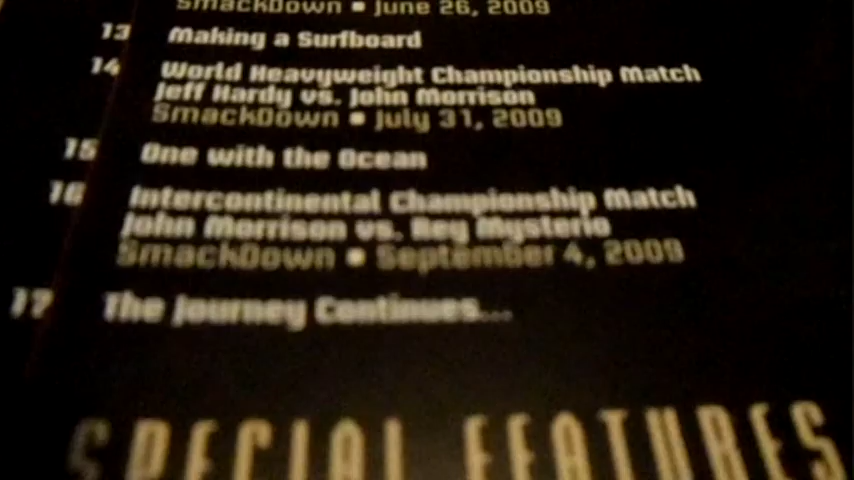 SmackDown ▪ June 26, 2009
13 Making a Surfboard
14 World Heavyweight Championship Match
Jeff Hardy vs. John Morrison
SmackDown ▪ July 31, 2009
15 One with the Ocean
16 Intercontinental Championship Match
John Morrison vs. Rey Mysterio
SmackDown ▪ September 4, 2009
17 The Journey Continues...
SPECIAL FEATURES